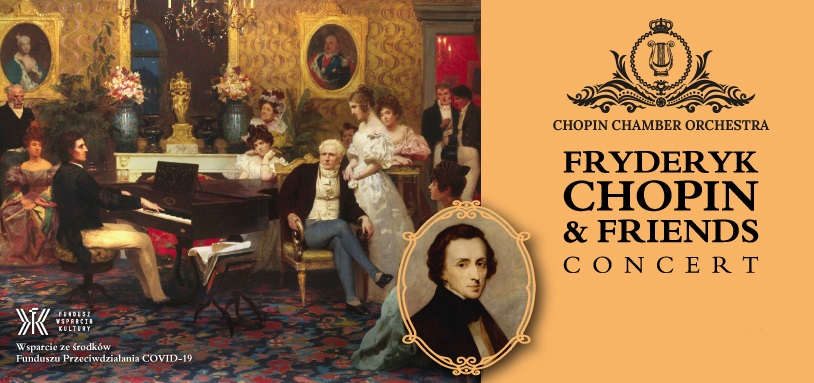 CHOPIN CHAMBER ORCHESTRA
FRYDERYK
CHOPIN
& FRIENDS
CONCERT
FUNDUSZ
WSPARCIA
KULTURY
Wsparcie ze środków
Funduszu Przeciwdziałania COVID-19